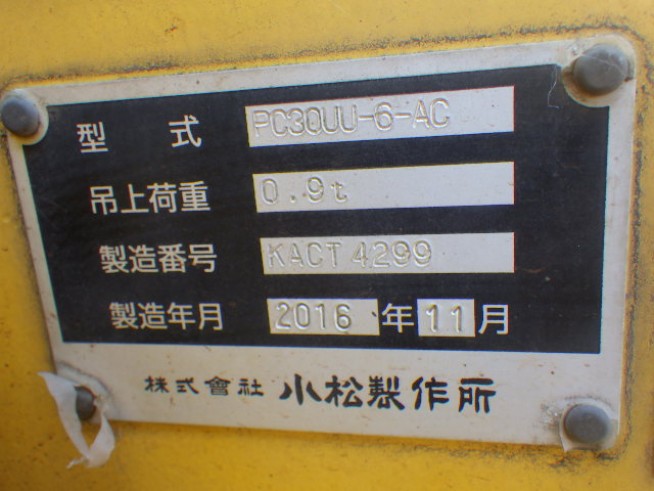 型 式 PC30UU-6-AC
吊上荷重 0.9t
製造番号 KACT 4299
製造年月 2016 年 11 月
株式會社 小松製作所